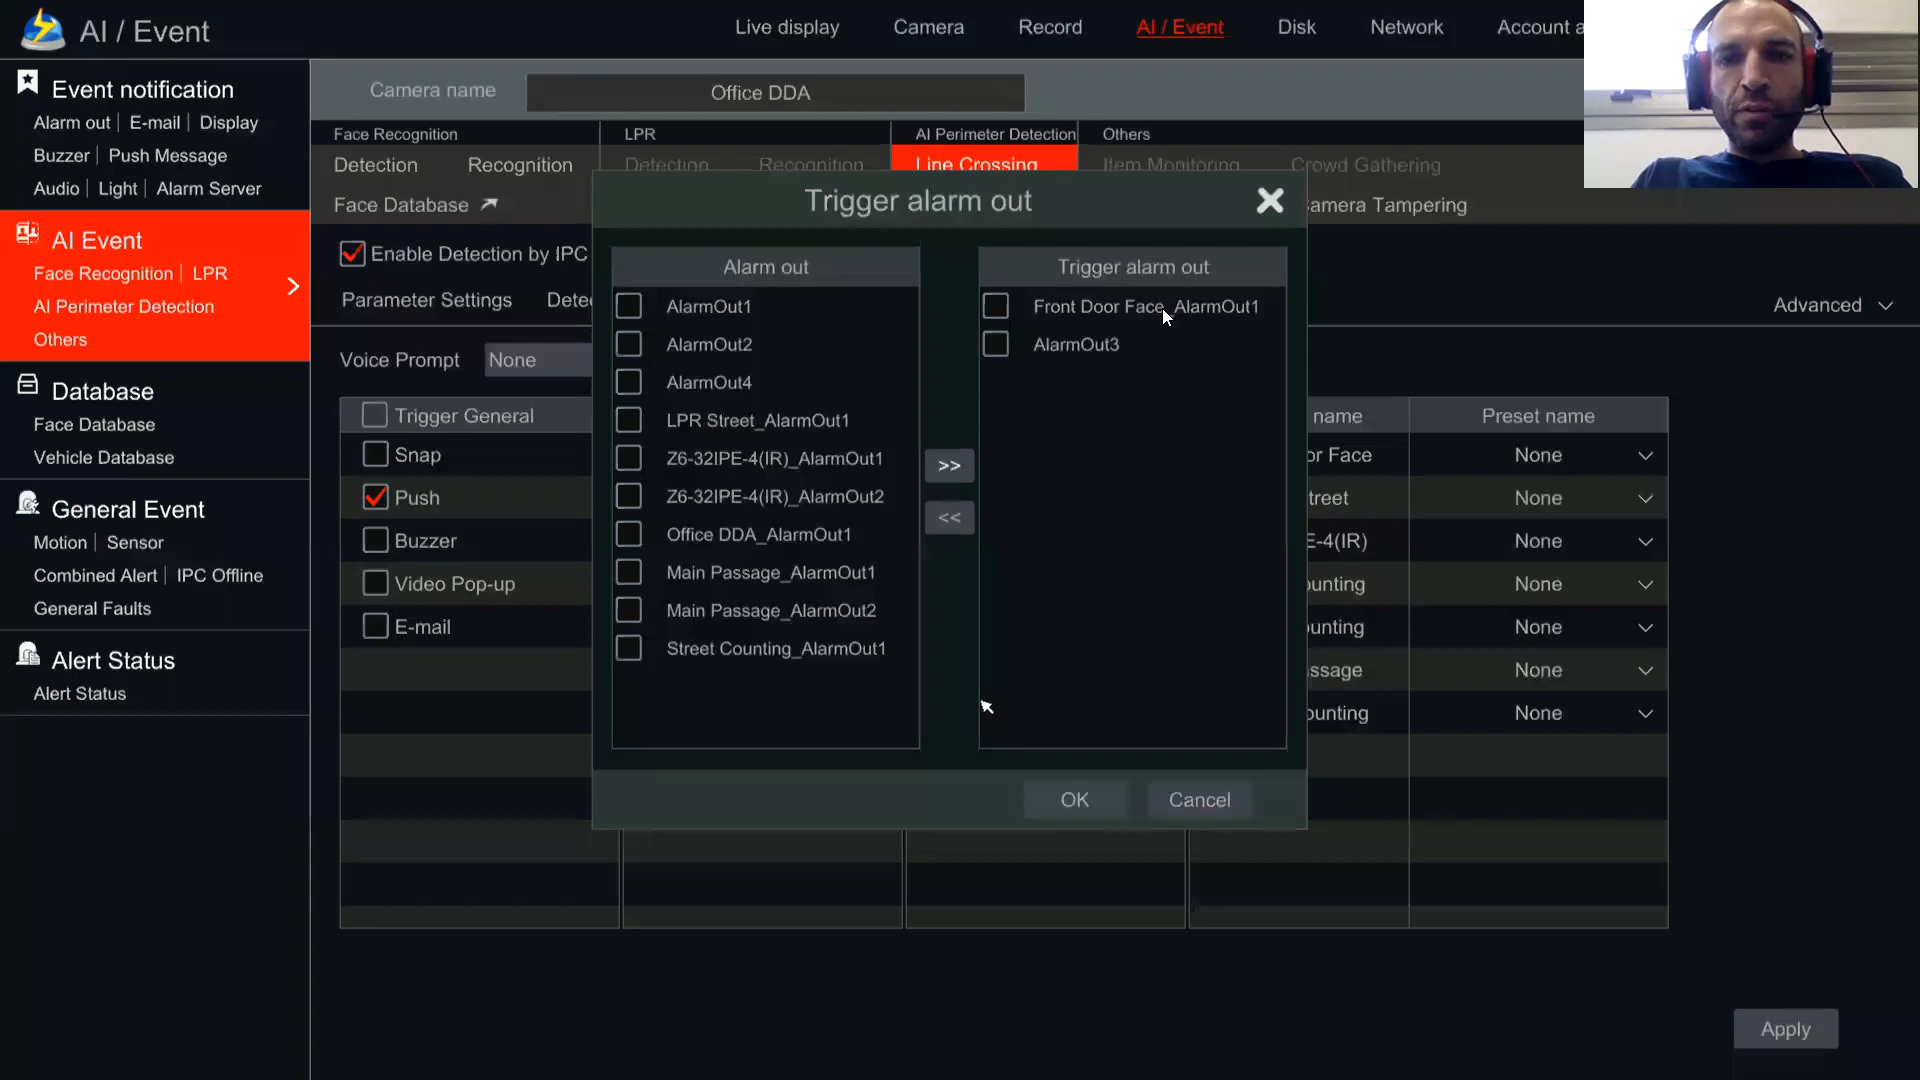 AI / Event
Live display
Camera
Record
AI / Event
Disk
Network
Account a
Event notification
Alarm out | E-mail | Display
Buzzer | Push Message
Audio | Light | Alarm Server
AI Event
Face Recognition | LPR
AI Perimeter Detection
Others
Database
Face Database
Vehicle Database
General Event
Motion | Sensor
Combined Alert | IPC Offline
General Faults
Alert Status
Alert Status
Camera name
Office DDA
Face Recognition
LPR
AI Perimeter Detection
Others
Detection
Recognition
Detection
Recognition
Line Crossing
Item Monitoring
Crowd Gathering
Face Database
amera Tampering
Enable Detection by IPC
Parameter Settings
Dete
Advanced
Voice Prompt
None
Trigger General
Snap
Push
Buzzer
Video Pop-up
E-mail
Trigger alarm out
Alarm out
AlarmOut1
AlarmOut2
AlarmOut4
LPR Street_AlarmOut1
Z6-32IPE-4(IR)_AlarmOut1
Z6-32IPE-4(IR)_AlarmOut2
Office DDA_AlarmOut1
Main Passage_AlarmOut1
Main Passage_AlarmOut2
Street Counting_AlarmOut1
>>
<<
Trigger alarm out
Front Door Face_AlarmOut1
AlarmOut3
OK
Cancel
name
Preset name
or Face
None
treet
None
E-4(IR)
None
ounting
None
ounting
None
ssage
None
ounting
None
Apply